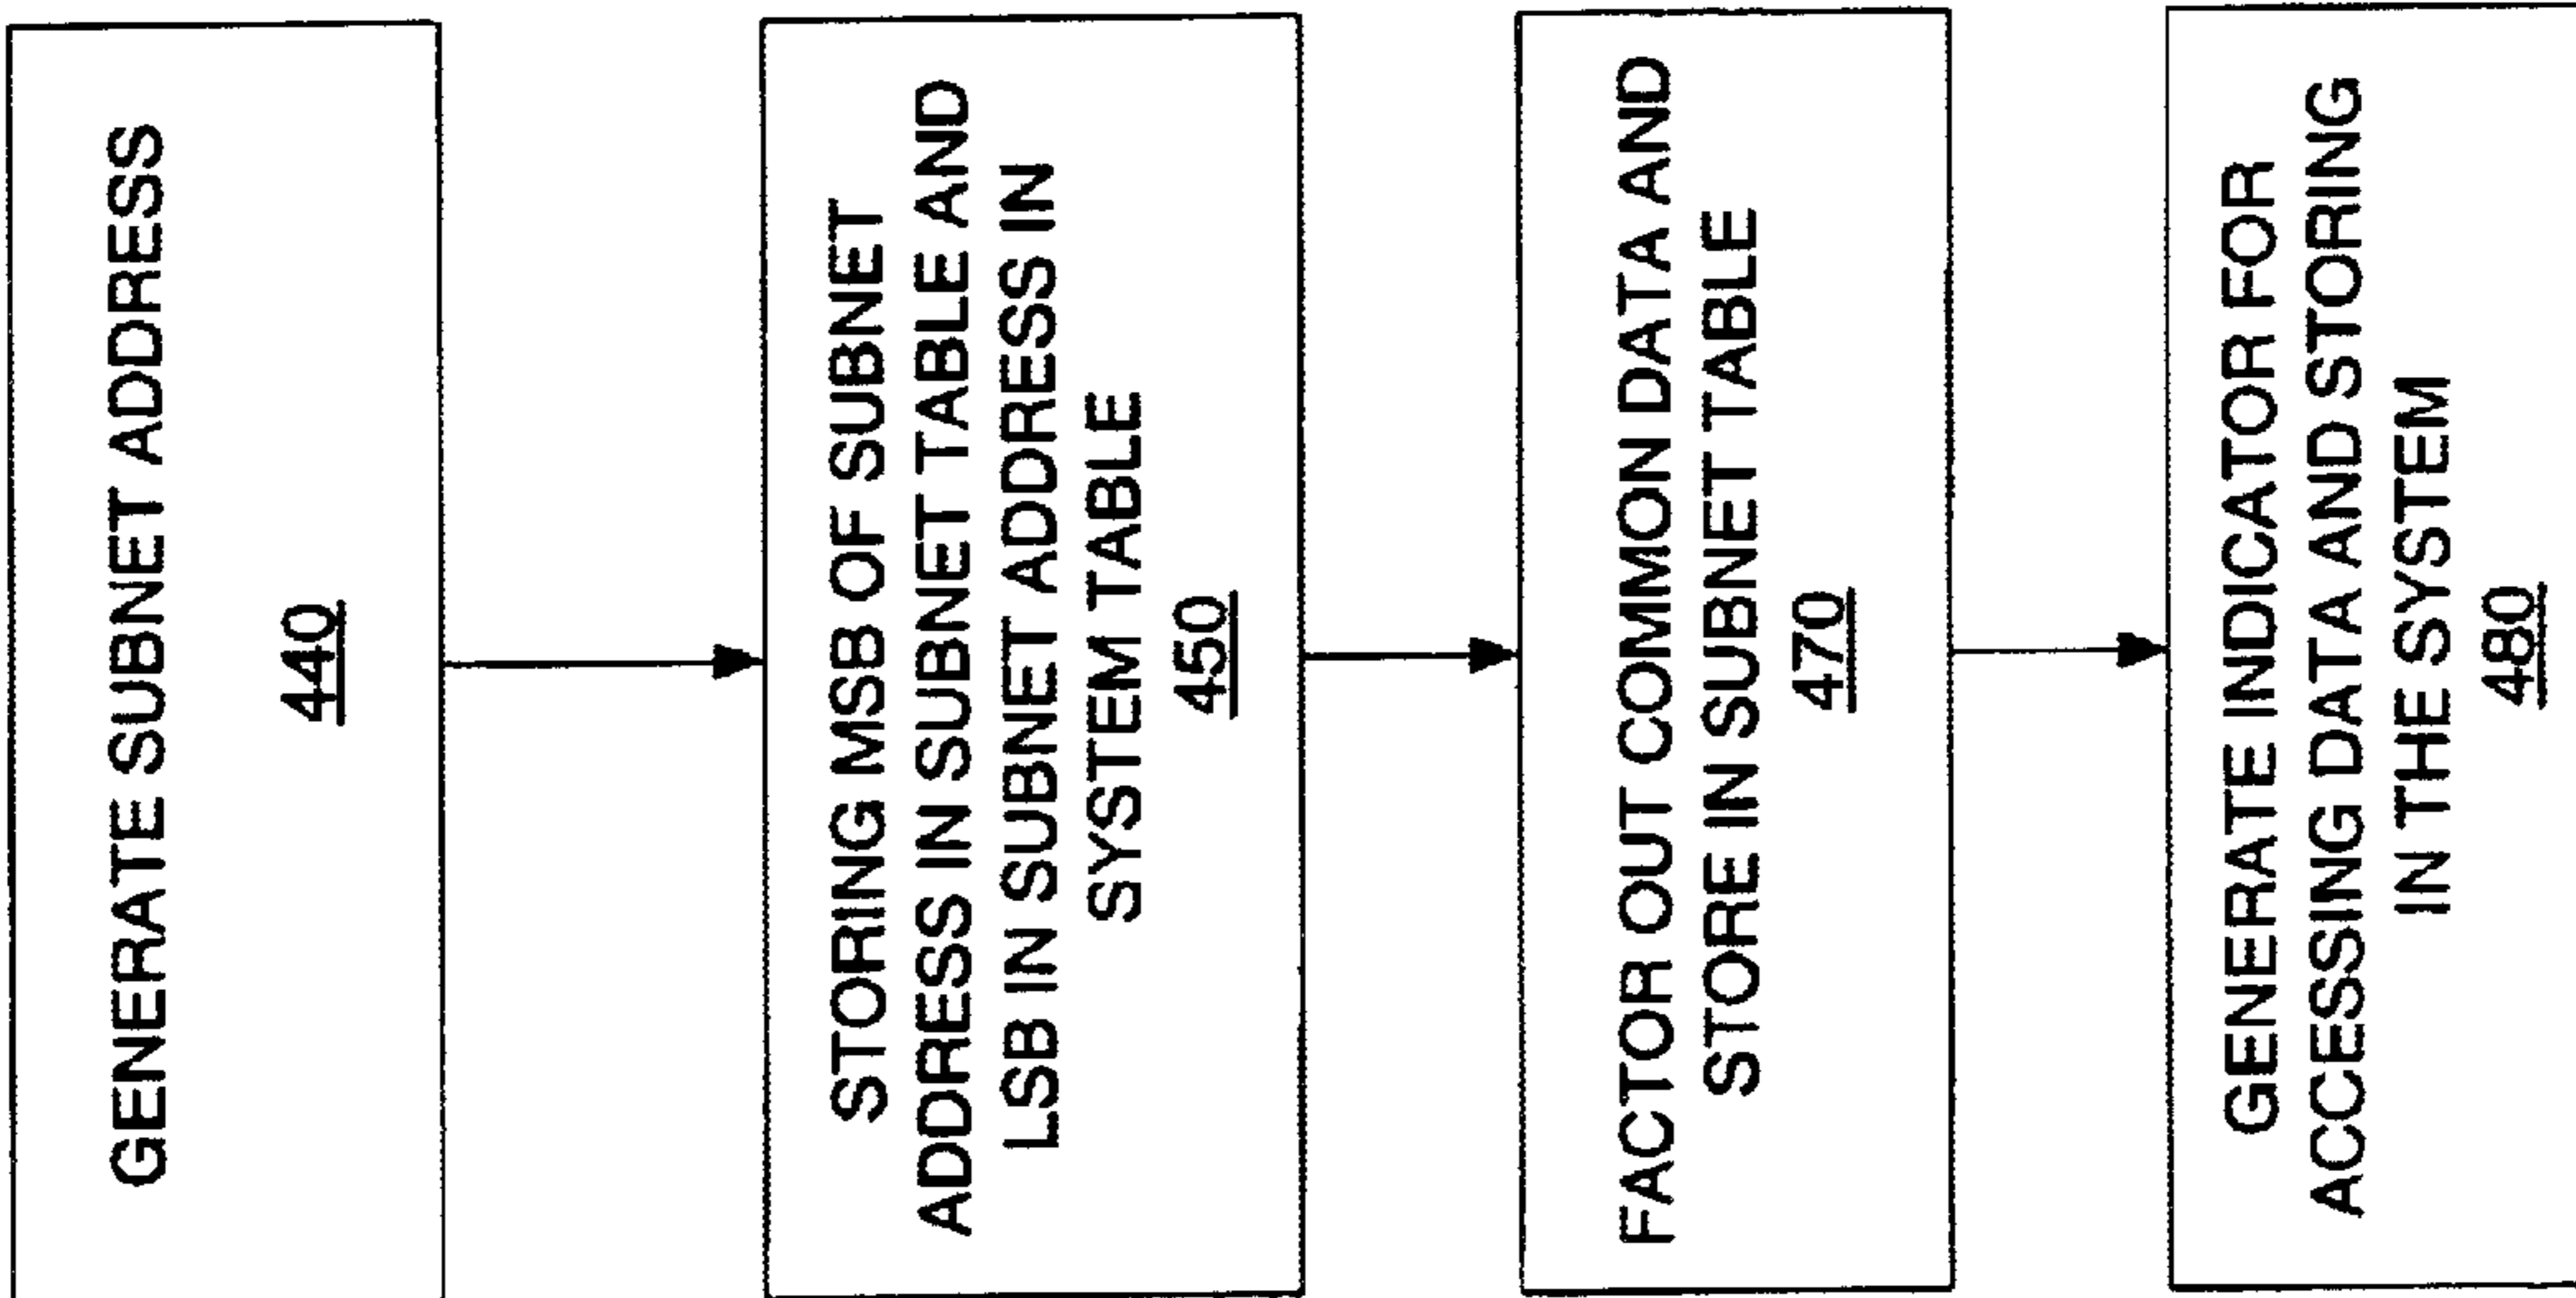 GENERATE SUBNET ADDRESS
440
STORING MSB OF SUBNET
ADDRESS IN SUBNET TABLE AND
LSB IN SUBNET ADDRESS IN
SYSTEM TABLE
450
FACTOR OUT COMMON DATA AND
STORE IN SUBNET TABLE
470
GENERATE INDICATOR FOR
ACCESSING DATA AND STORING
IN THE SYSTEM
480